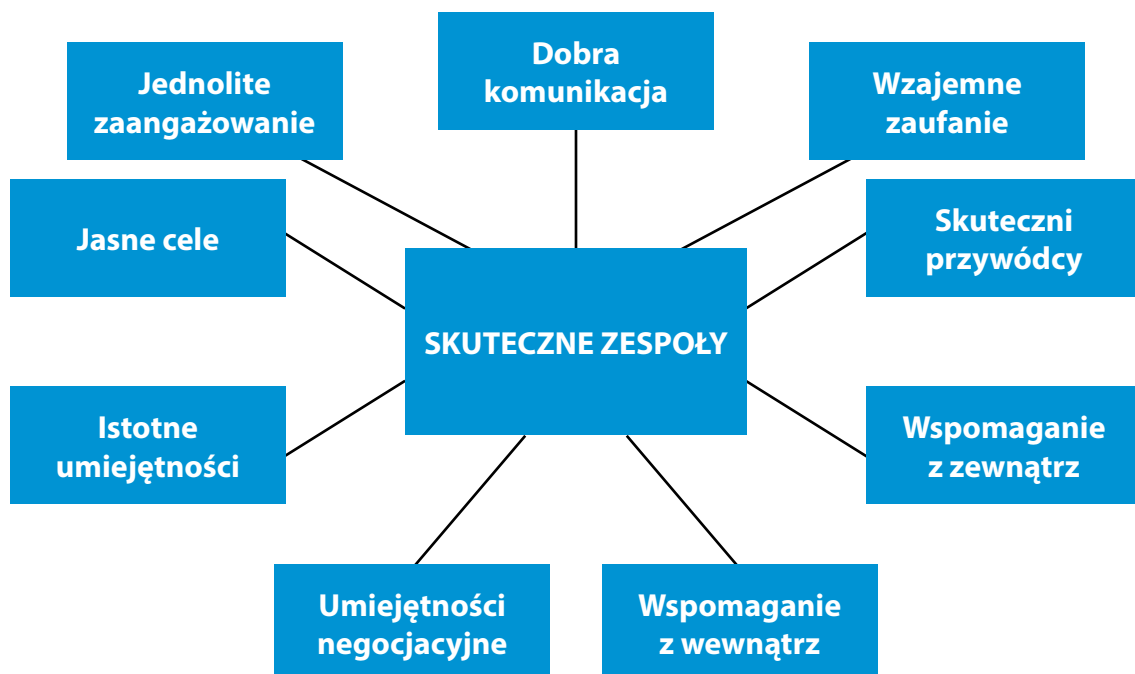 Dobra
komunikacja
Jednolite
zaangażowanie
Wzajemne
zaufanie
Jasne cele
Skuteczni
przywódcy
SKUTECZNE ZESPOŁY
Istotne
umiejętności
Wspomaganie
z zewnątrz
Umiejętności
negocjacyjne
Wspomaganie
z wewnątrz